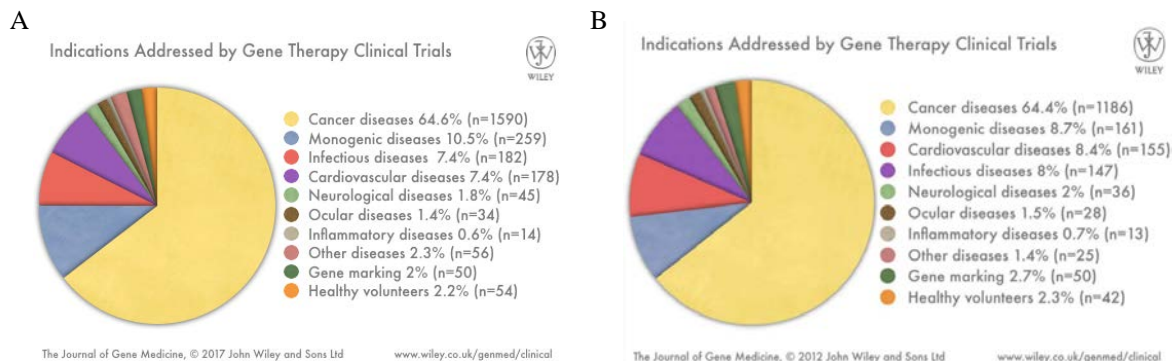 A
Indications Addressed by Gene Therapy Clinical Trials
WILEY
Cancer diseases 64.6% (n=1590)
Monogenic diseases 10.5% (n=259)
Infectious diseases 7.4% (n=182)
Cardiovascular diseases 7.4% (n=178)
Neurological diseases 1.8% (n=45)
Ocular diseases 1.4% (n=34)
Inflammatory diseases 0.6% (n=14)
Other diseases 2.3% (n=56)
Gene marking 2% (n=50)
Healthy volunteers 2.2% (n=54)
The Journal of Gene Medicine, © 2017 John Wiley and Sons Ltd www.wiley.co.uk/genmed/clinical
B
Indications Addressed by Gene Therapy Clinical Trials
WILEY
Cancer diseases 64.4% (n=1186)
Monogenic diseases 8.7% (n=161)
Cardiovascular diseases 8.4% (n=155)
Infectious diseases 8% (n=147)
Neurological diseases 2% (n=36)
Ocular diseases 1.5% (n=28)
Inflammatory diseases 0.7% (n=13)
Other diseases 1.4% (n=25)
Gene marking 2.7% (n=50)
Healthy volunteers 2.3% (n=42)
The Journal of Gene Medicine, © 2012 John Wiley and Sons Ltd www.wiley.co.uk/genmed/clinical